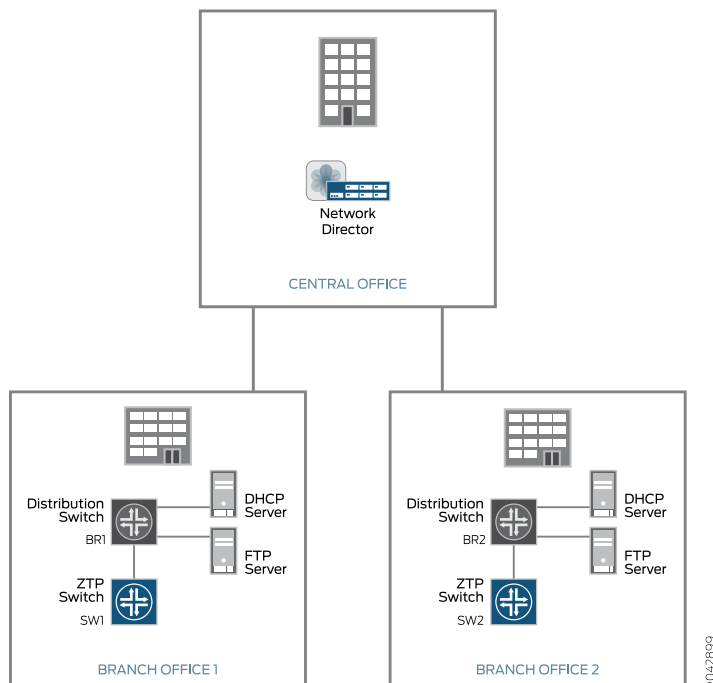 Network
Director
CENTRAL OFFICE
Distribution
Switch
BR1
DHCP
Server
FTP
Server
ZTP
Switch
SW1
BRANCH OFFICE 1
Distribution
Switch
BR2
DHCP
Server
FTP
Server
ZTP
Switch
SW2
BRANCH OFFICE 2
g042899